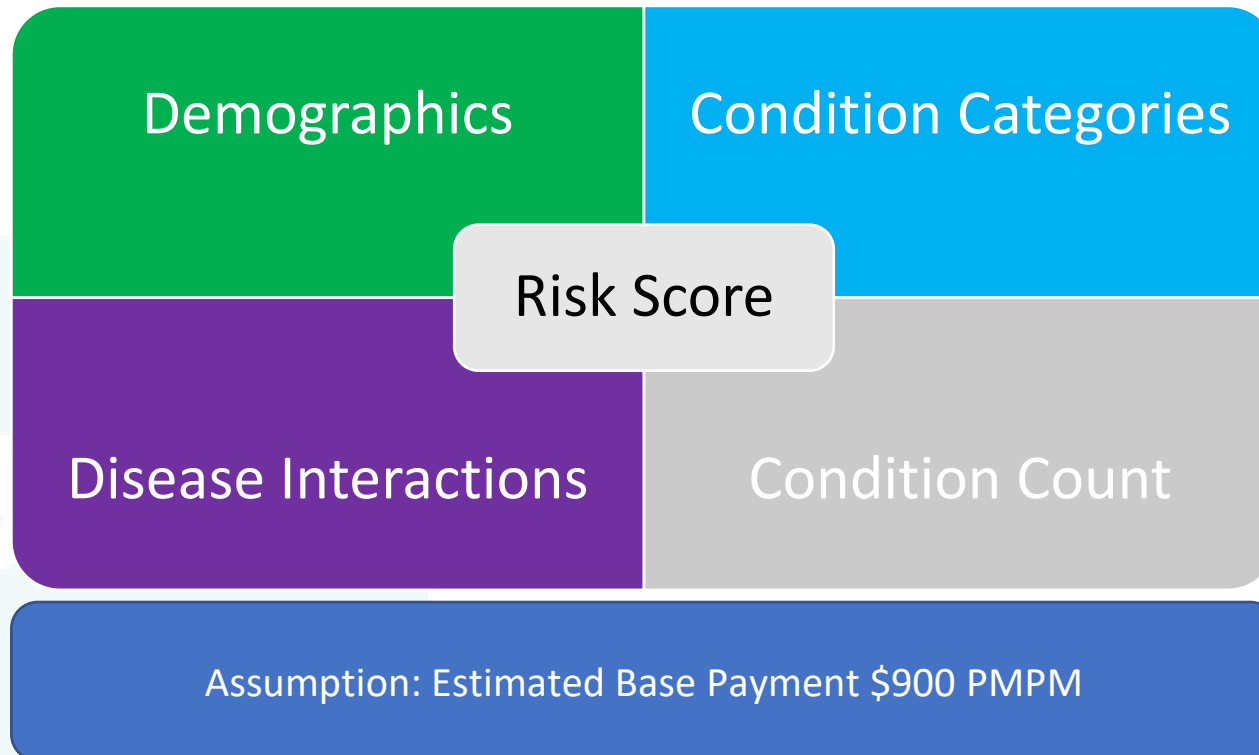 Demographics
Condition Categories
Risk Score
Disease Interactions
Condition Count
Assumption: Estimated Base Payment $900 PMPM